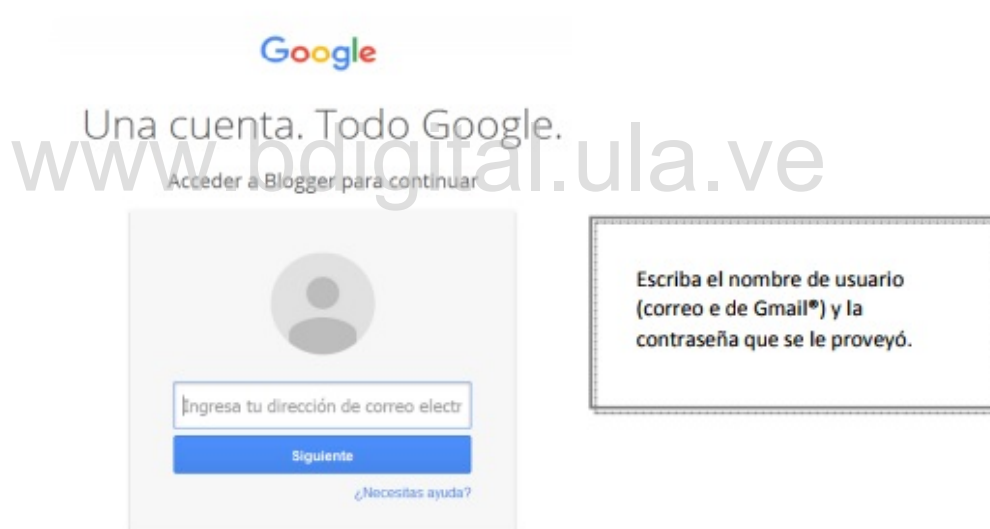 Google
Una cuenta. Todo Google.
www.bdigital.ula.ve
Acceder a Blogger para continuar
Escriba el nombre de usuario
(correo e de Gmail®) y la
contraseña que se le proveyó.
Ingresa tu dirección de correo electr
Siguiente
¿Necesitas ayuda?